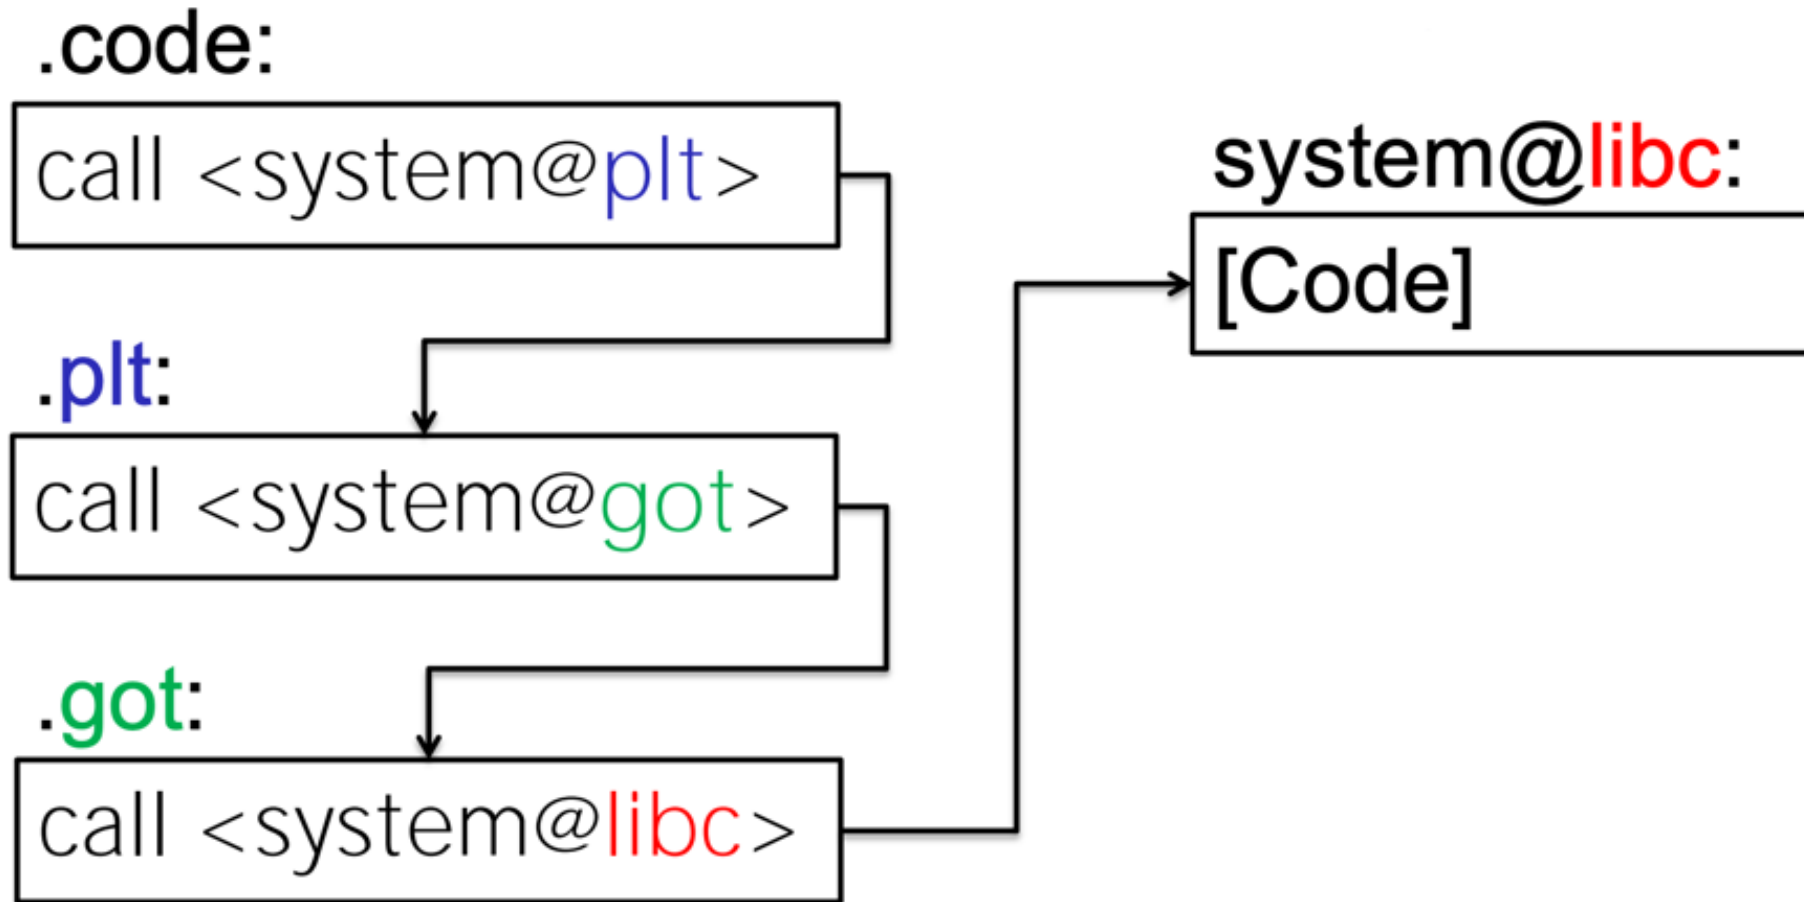 .code:
call <system@plt>
.plt:
call <system@got>
.got:
call <system@libc>
system@libc:
[Code]